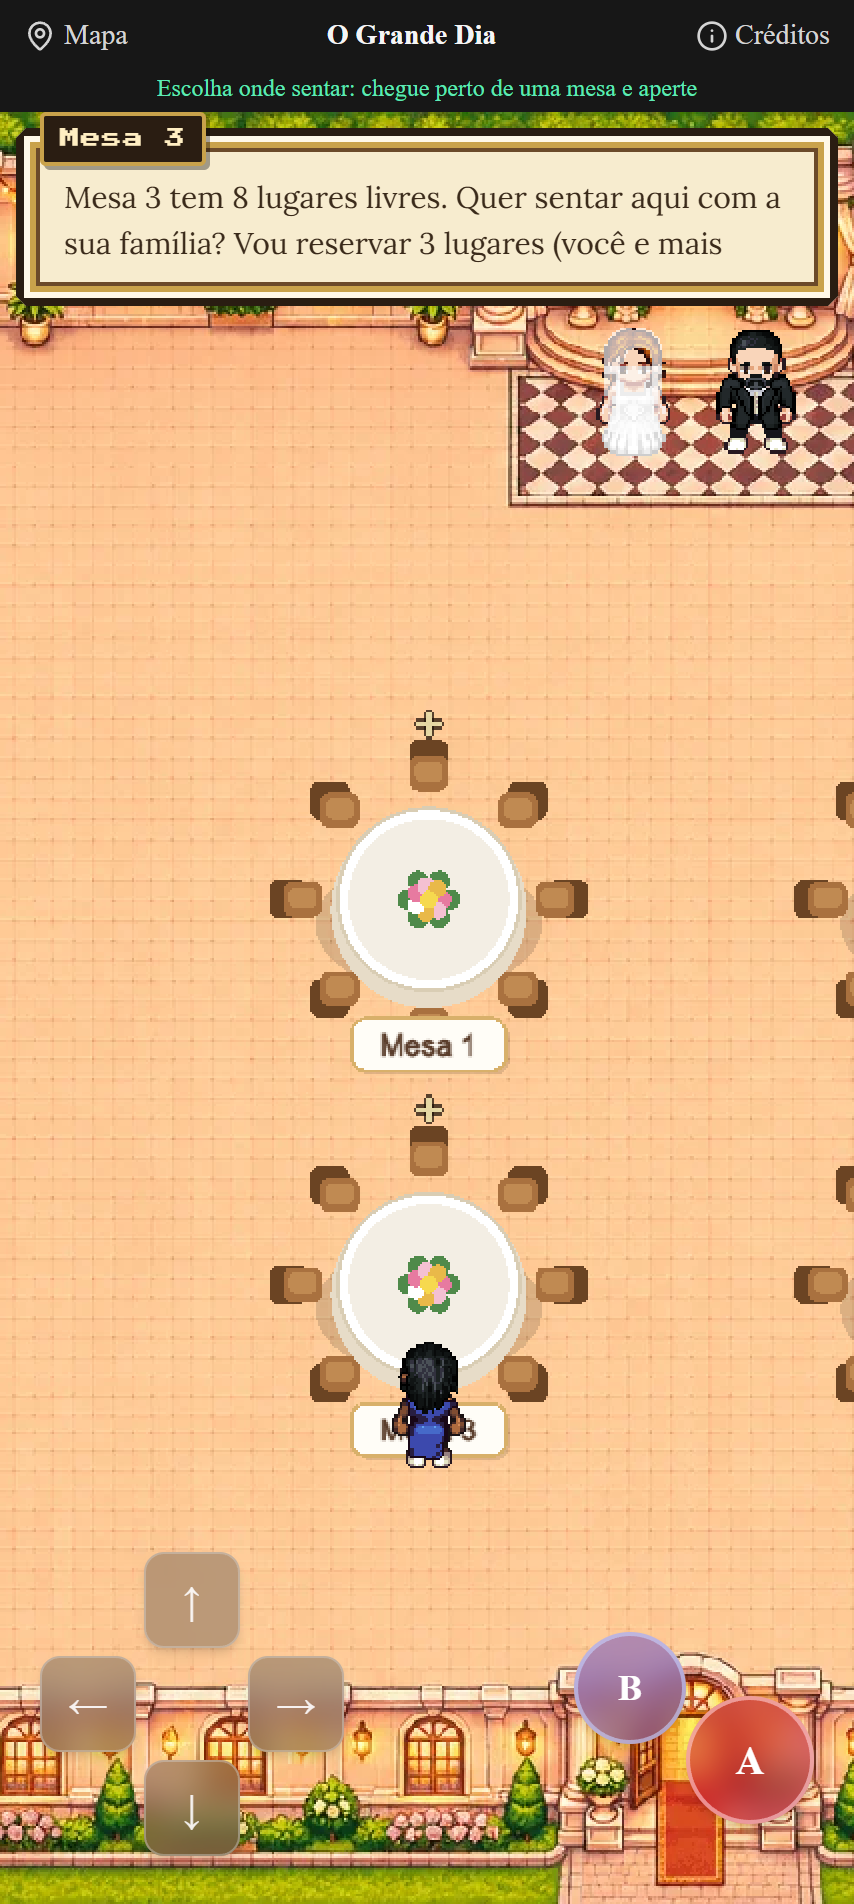 Mapa
O Grande Dia
Créditos
Escolha onde sentar: chegue perto de uma mesa e aperte
Mesa 3
Mesa 3 tem 8 lugares livres. Quer sentar aqui com a
sua família? Vou reservar 3 lugares (você e mais
Mesa 1
M 3
↑
← →
↓
B
A